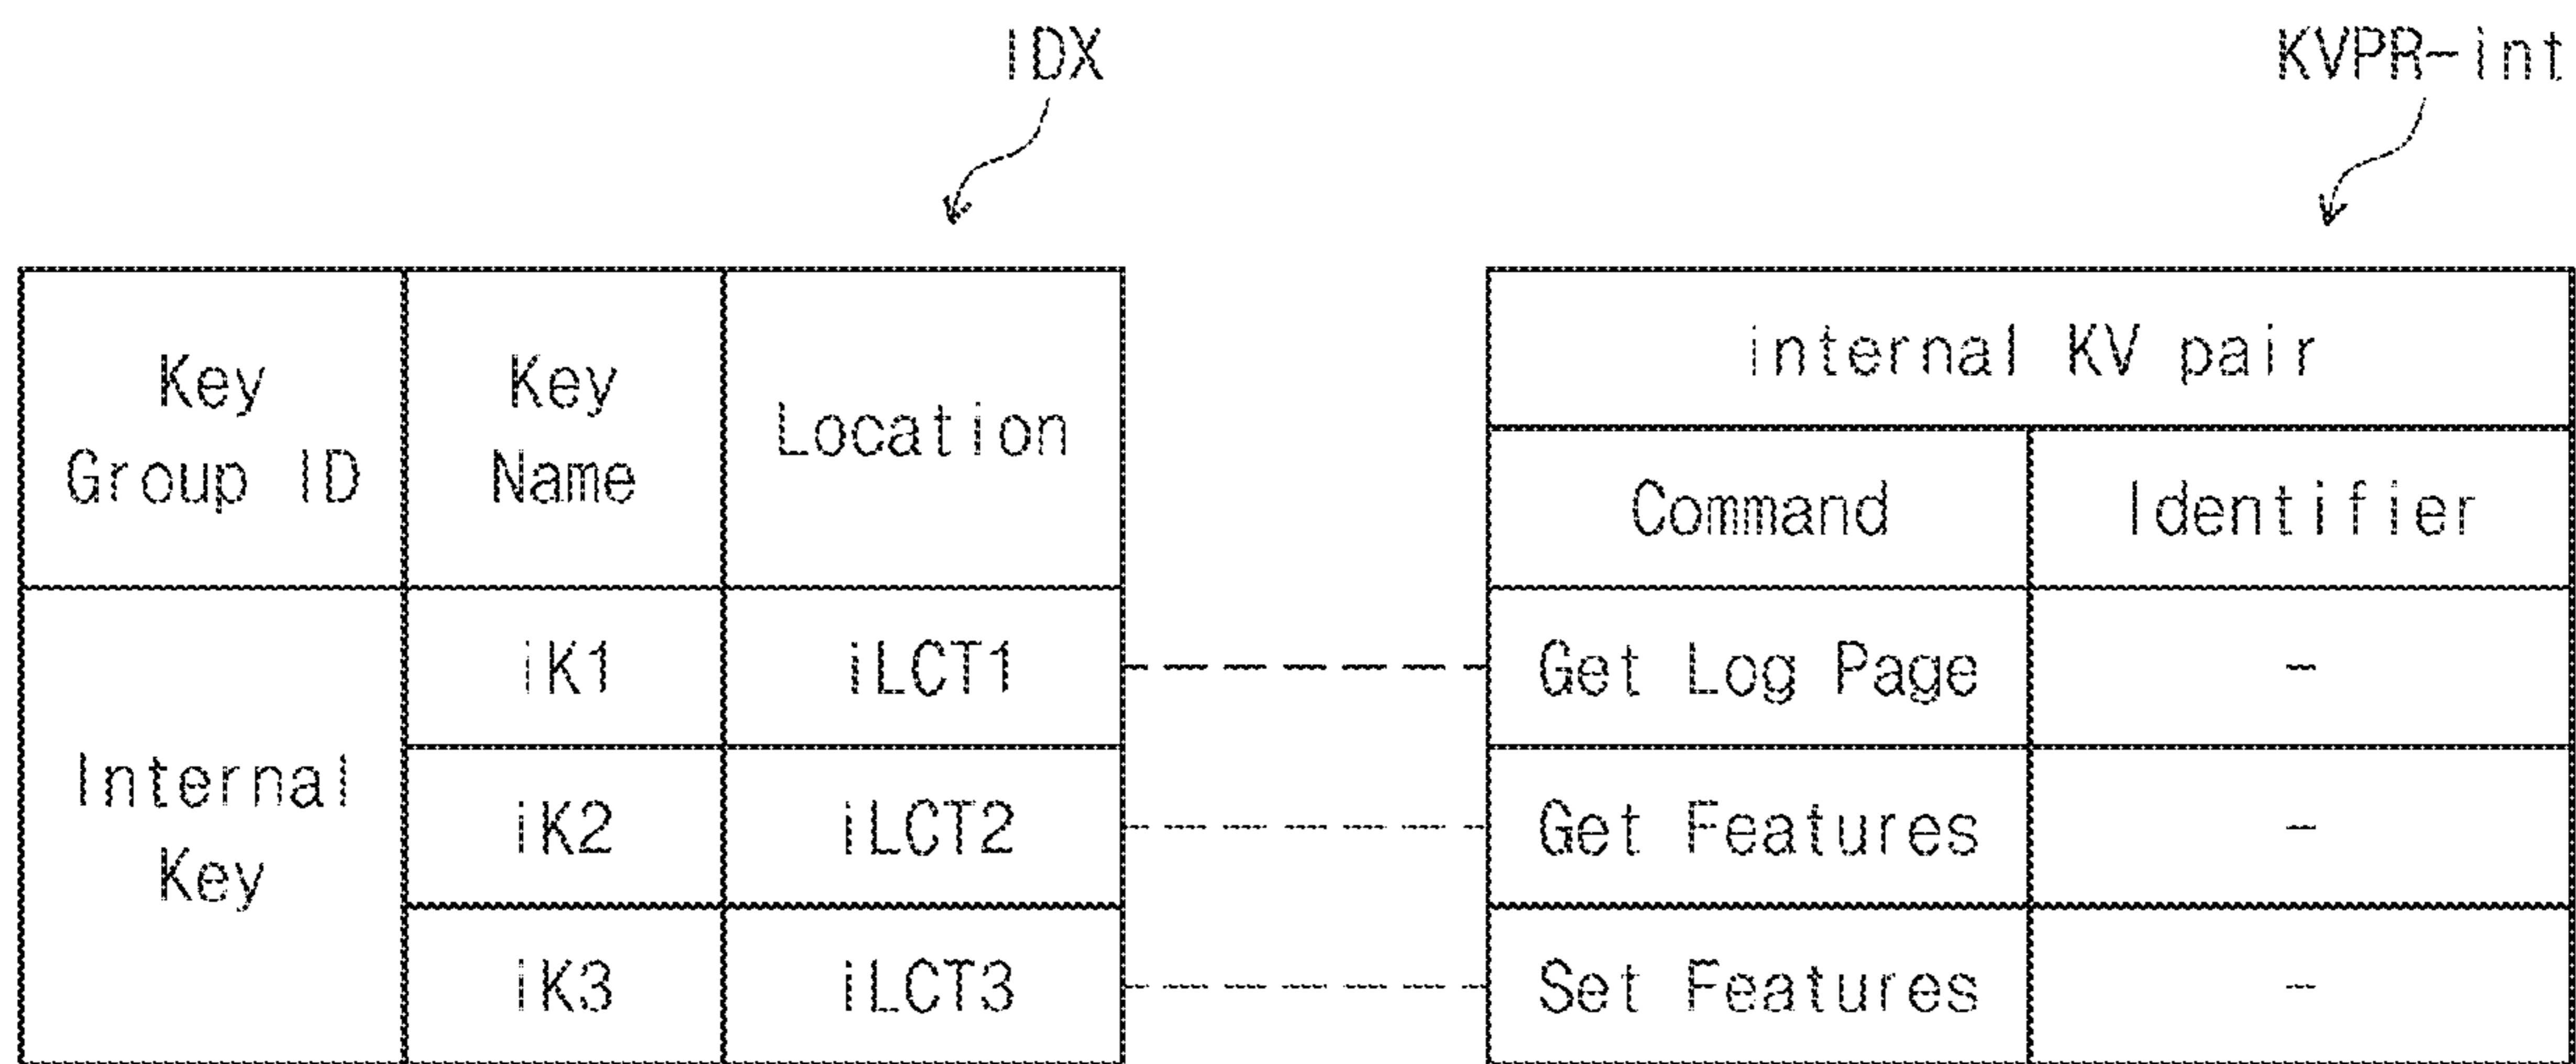 IDX
KVPR-int
Key
Group ID
Key
Name
Location
internal KV pair
Command
Identifier
Internal
Key
iK1
iLCT1
Get Log Page
-
iK2
iLCT2
Get Features
-
iK3
iLCT3
Set Features
-